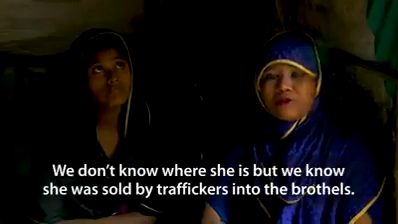 We don't know where she is but we know
she was sold by traffickers into the brothels.